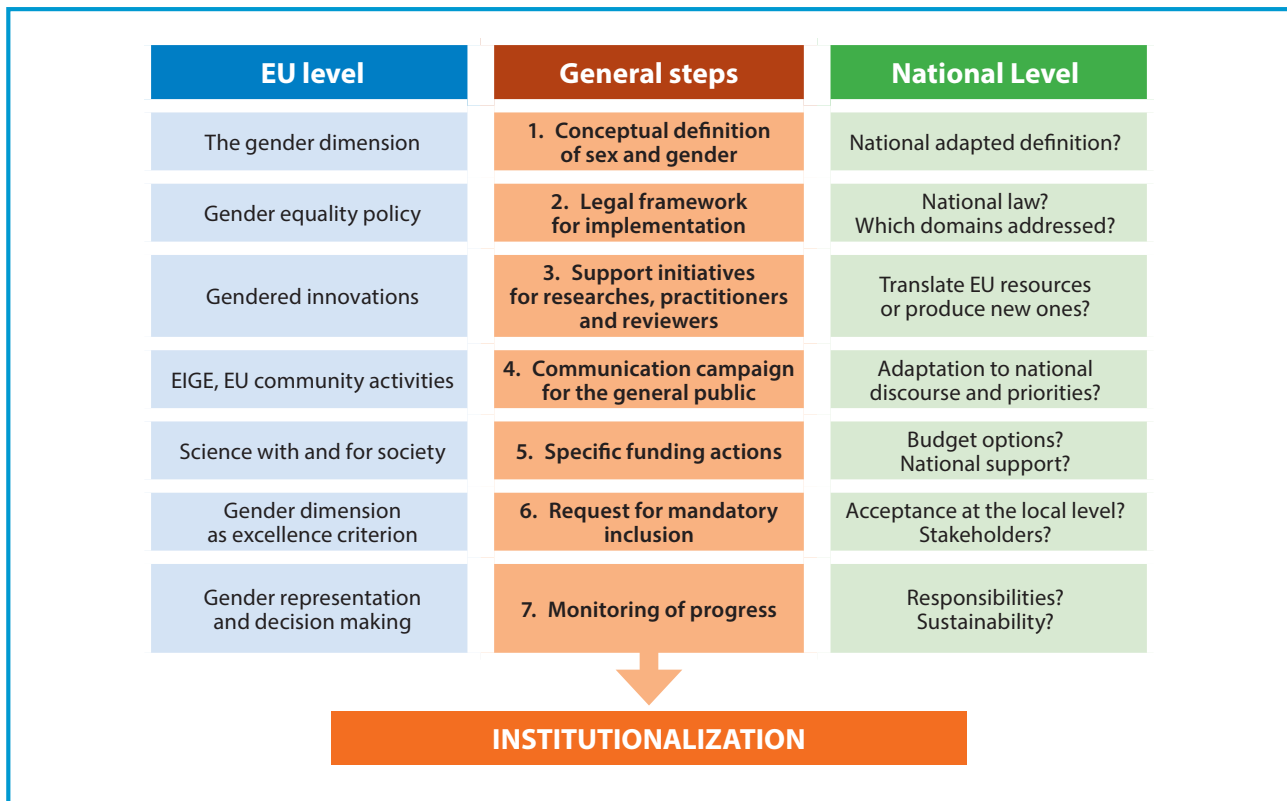 EU level
General steps
National Level
The gender dimension
1. Conceptual definition
of sex and gender
National adapted definition?
Gender equality policy
2. Legal framework
for implementation
National law?
Which domains addressed?
Gendered innovations
3. Support initiatives
for researches, practitioners
and reviewers
Translate EU resources
or produce new ones?
EIGE, EU community activities
4. Communication campaign
for the general public
Adaptation to national
discourse and priorities?
Science with and for society
5. Specific funding actions
Budget options?
National support?
Gender dimension
as excellence criterion
6. Request for mandatory
inclusion
Acceptance at the local level?
Stakeholders?
Gender representation
and decision making
7. Monitoring of progress
Responsibilities?
Sustainability?
INSTITUTIONALIZATION